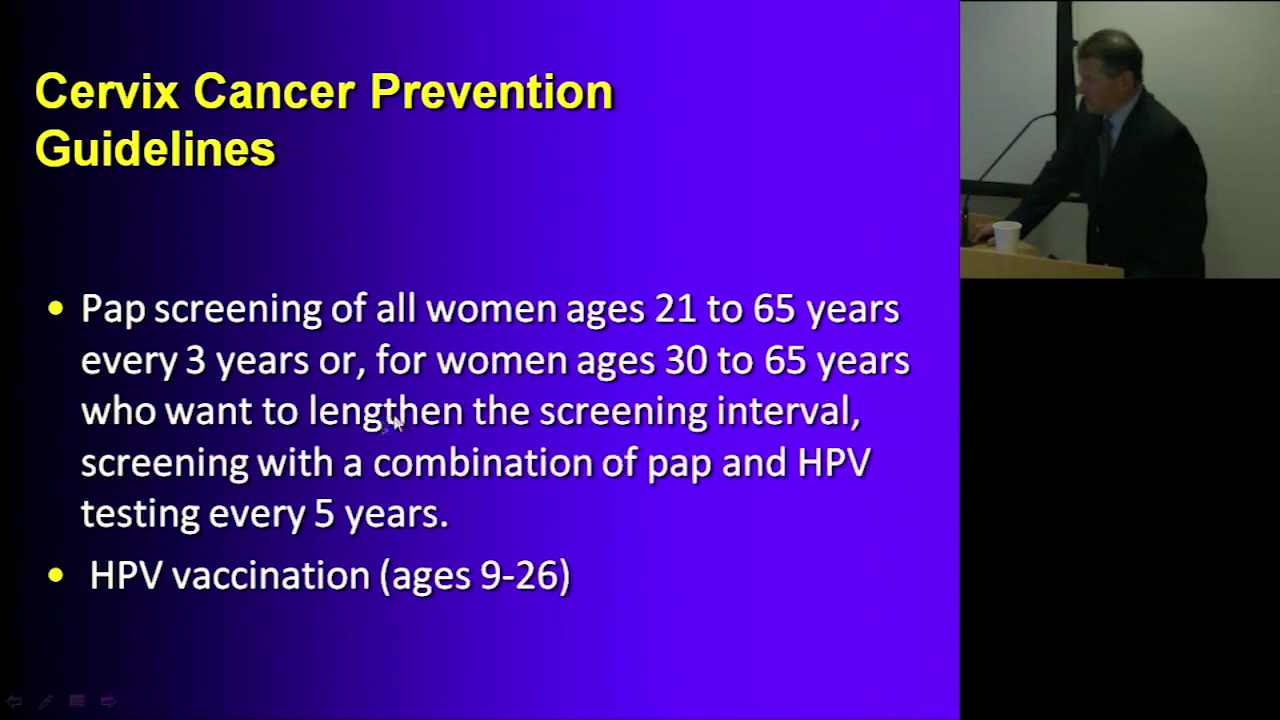 Cervix Cancer Prevention
Guidelines
• Pap screening of all women ages 21 to 65 years
every 3 years or, for women ages 30 to 65 years
who want to lengthen the screening interval,
screening with a combination of pap and HPV
testing every 5 years.
• HPV vaccination (ages 9-26)